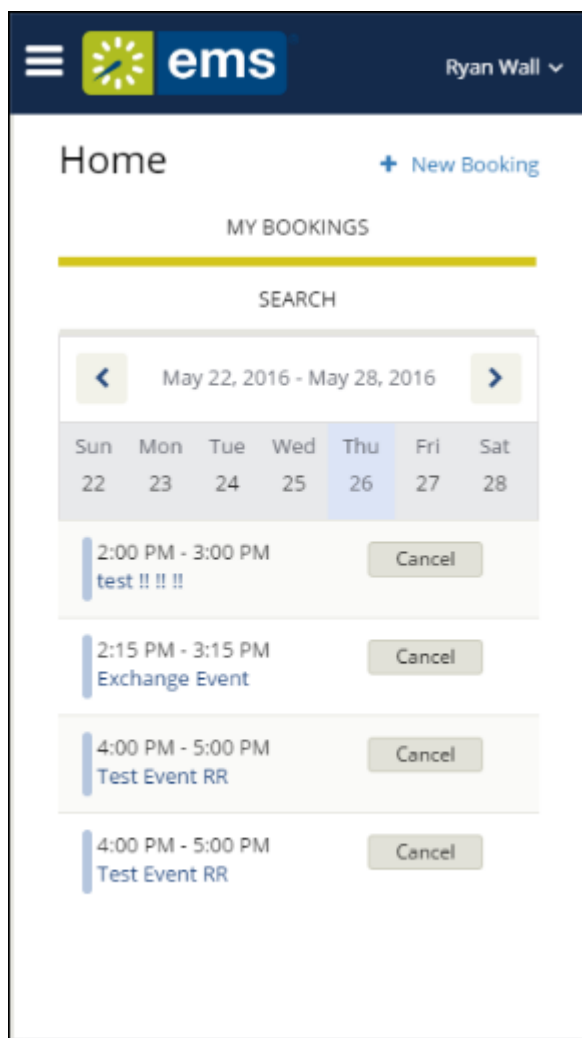 ems
Ryan Wall
Home
+ New Booking
MY BOOKINGS
SEARCH
May 22, 2016 - May 28, 2016
Sun Mon Tue Wed Thu Fri Sat
22 23 24 25 26 27 28
2:00 PM - 3:00 PM Cancel
test !! !! !!
2:15 PM - 3:15 PM Cancel
Exchange Event
4:00 PM - 5:00 PM Cancel
Test Event RR
4:00 PM - 5:00 PM Cancel
Test Event RR